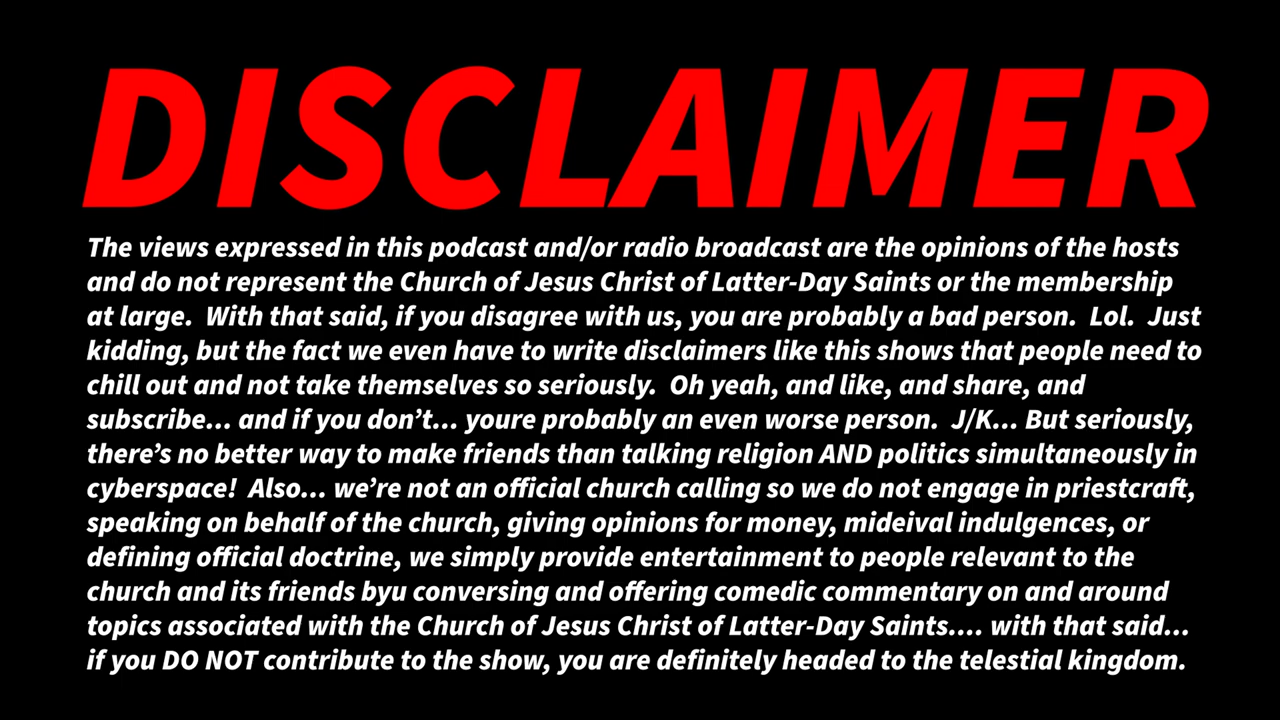 DISCLAIMER
The views expressed in this podcast and/or radio broadcast are the opinions of the hosts
and do not represent the Church of Jesus Christ of Latter-Day Saints or the membership
at large.  With that said, if you disagree with us, you are probably a bad person.  Lol.  Just
kidding, but the fact we even have to write disclaimers like this shows that people need to
chill out and not take themselves so seriously.  Oh yeah, and like, and share, and
subscribe... and if you don’t... youre probably an even worse person.  J/K... But seriously,
there’s no better way to make friends than talking religion AND politics simultaneously in
cyberspace!  Also... we’re not an official church calling so we do not engage in priestcraft,
speaking on behalf of the church, giving opinions for money, mideival indulgences, or
defining official doctrine, we simply provide entertainment to people relevant to the
church and its friends byu conversing and offering comedic commentary on and around
topics associated with the Church of Jesus Christ of Latter-Day Saints.... with that said...
if you DO NOT contribute to the show, you are definitely headed to the telestial kingdom.